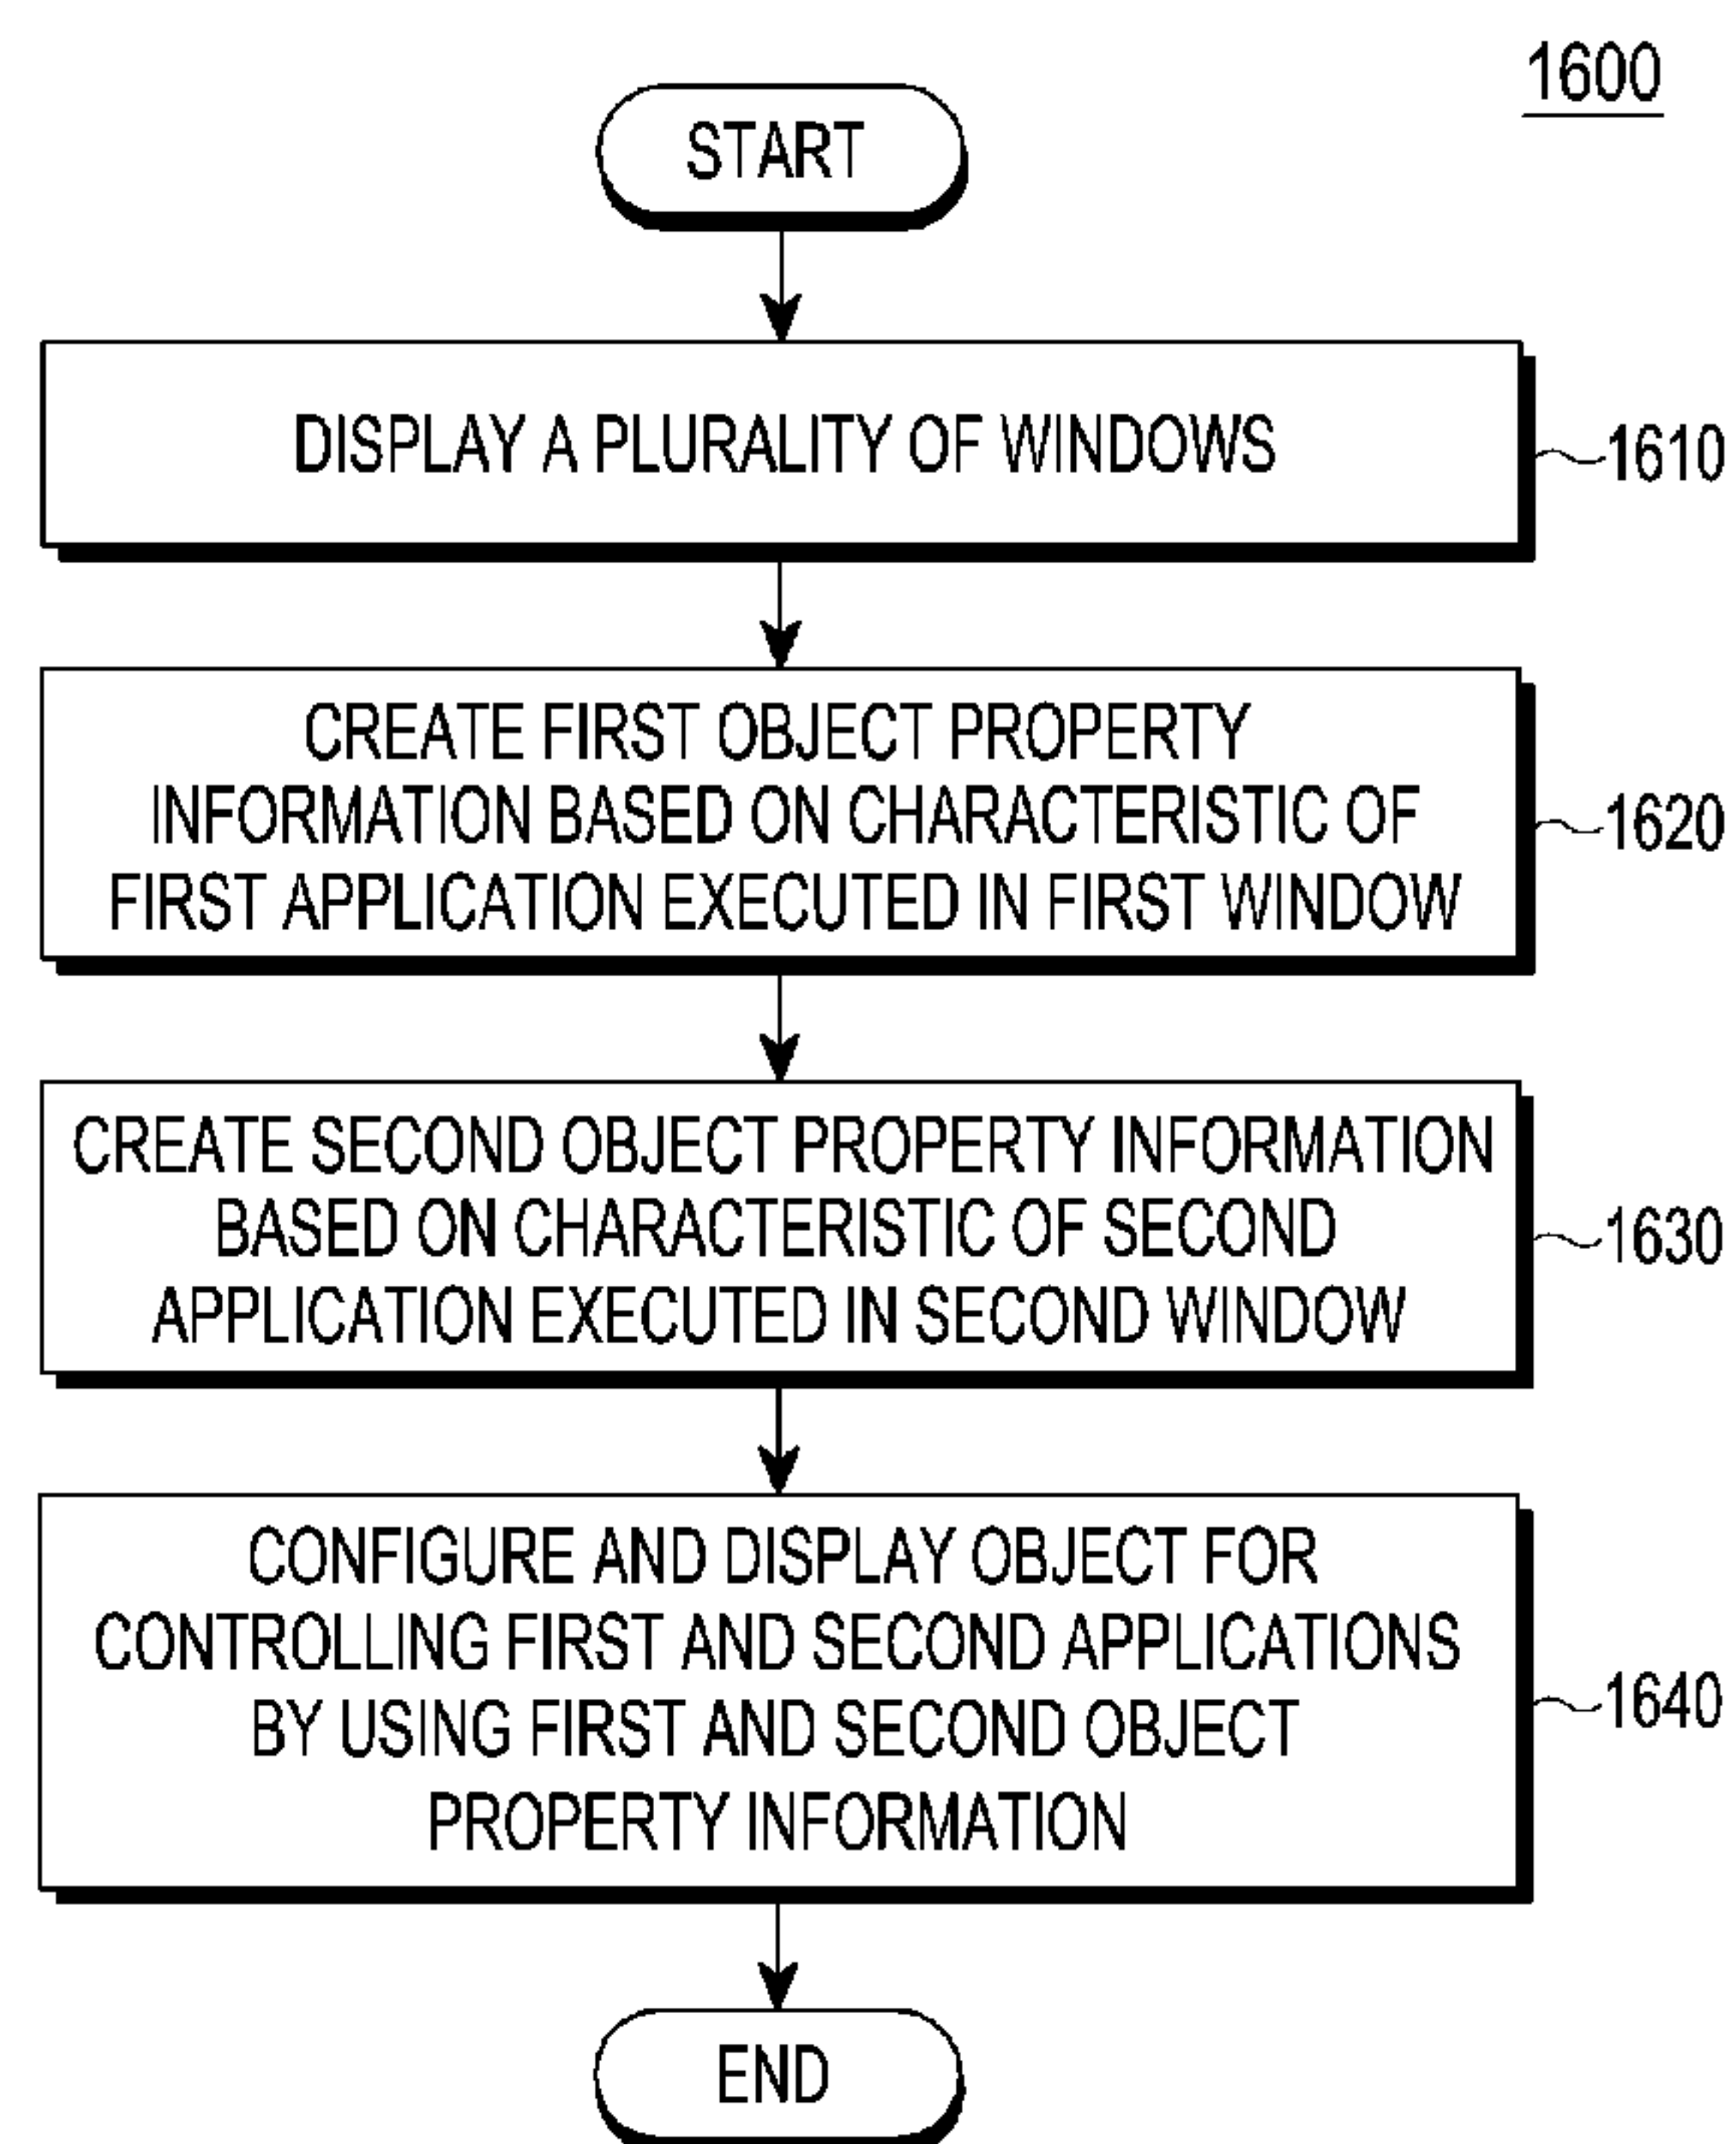 1600
START
DISPLAY A PLURALITY OF WINDOWS
1610
CREATE FIRST OBJECT PROPERTY
INFORMATION BASED ON CHARACTERISTIC OF
FIRST APPLICATION EXECUTED IN FIRST WINDOW
1620
CREATE SECOND OBJECT PROPERTY INFORMATION
BASED ON CHARACTERISTIC OF SECOND
APPLICATION EXECUTED IN SECOND WINDOW
1630
CONFIGURE AND DISPLAY OBJECT FOR
CONTROLLING FIRST AND SECOND APPLICATIONS
BY USING FIRST AND SECOND OBJECT
PROPERTY INFORMATION
1640
END